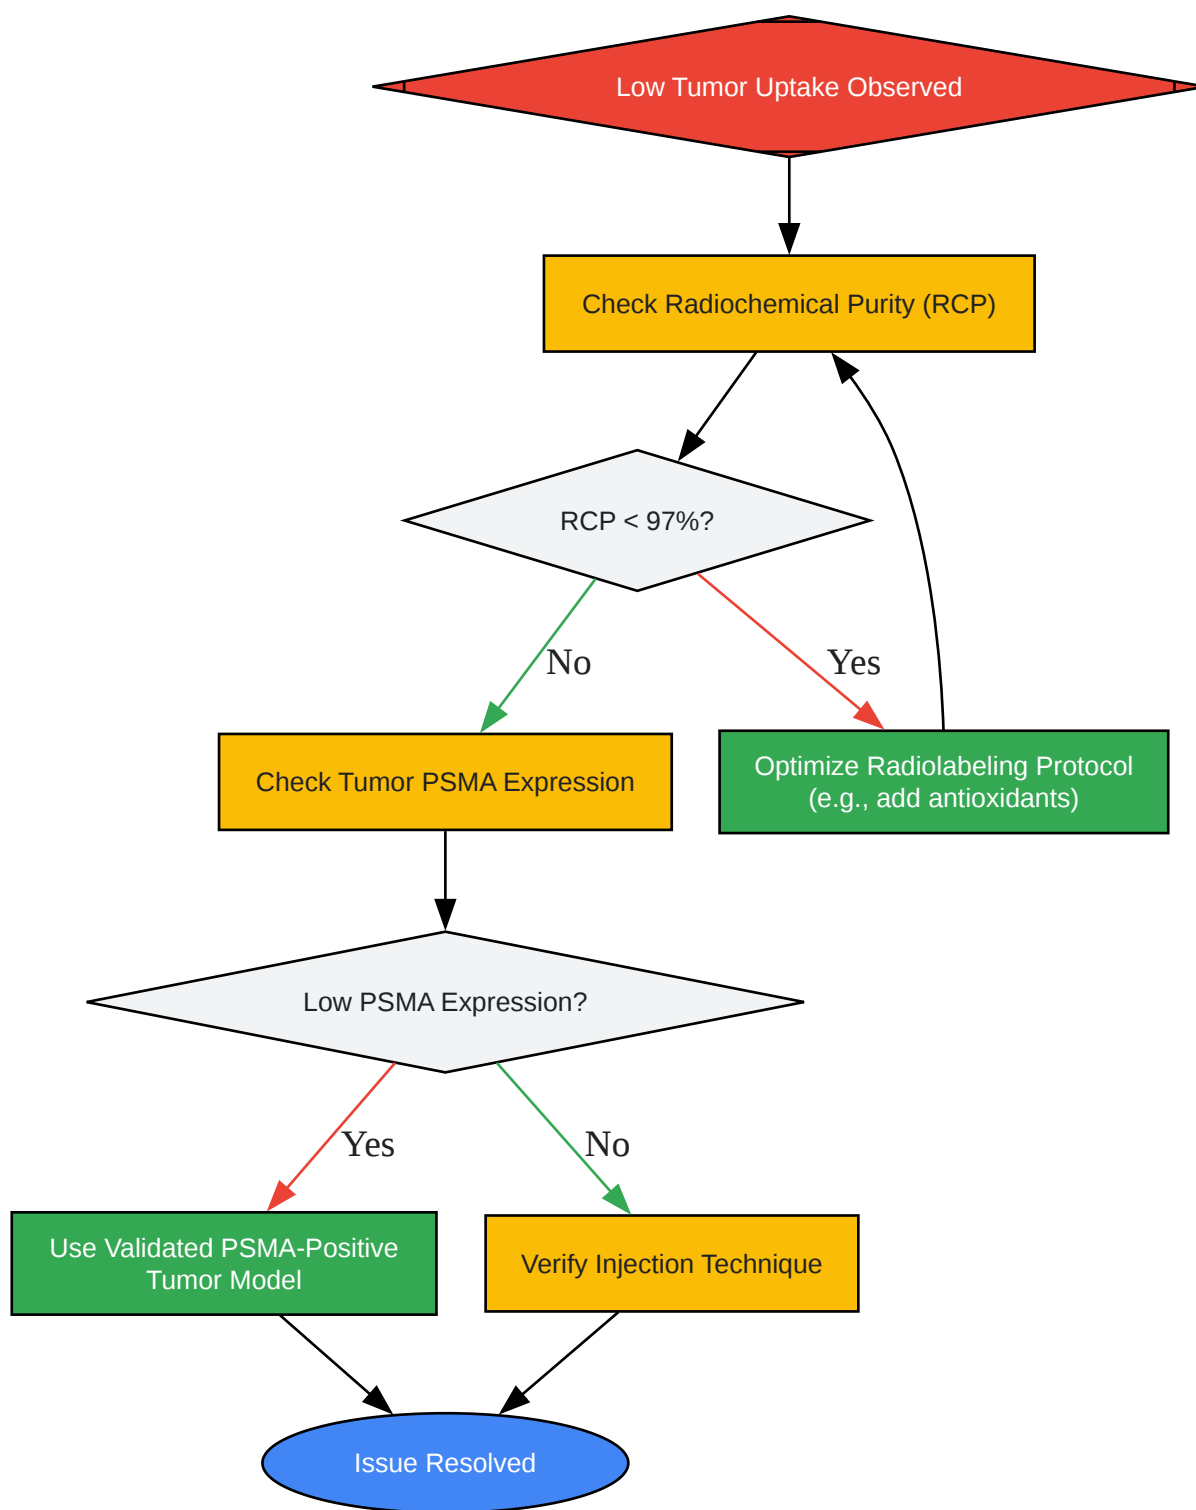 Low Tumor Uptake Observed
Check Radiochemical Purity (RCP)
RCP < 97%?
No
Yes
Check Tumor PSMA Expression
Optimize Radiolabeling Protocol
(e.g., add antioxidants)
Low PSMA Expression?
Yes
No
Use Validated PSMA-Positive
Tumor Model
Verify Injection Technique
Issue Resolved